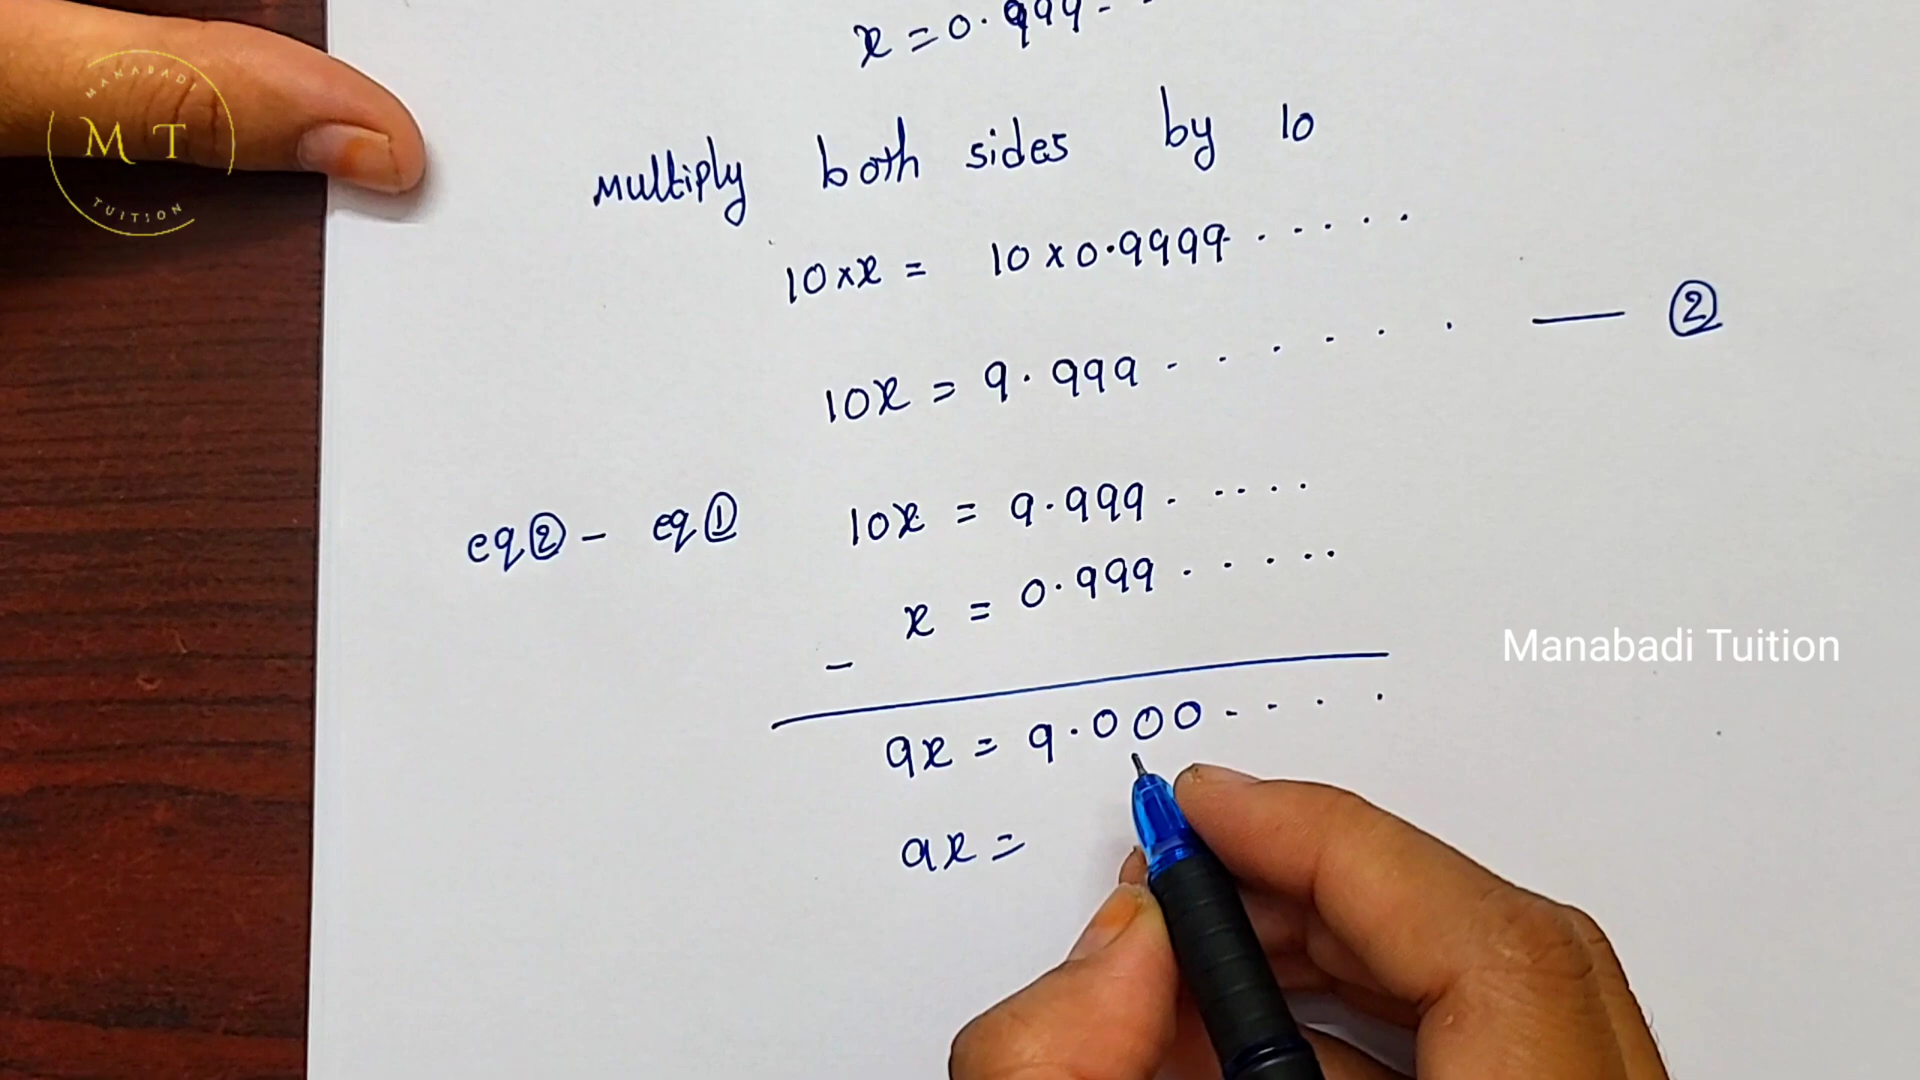 MANABADI
MT
TUITION
x = 0.999- -
Multiply both sides by 10
10 × x = 10 × 0.9999 . . . . .
10x = 9.999 . . . . . . . — ②
eq② - eq① 10x = 9.999 . . . . .
x = 0.999 . . . . .
-
9x = 9.000 . . . .
9x =
Manabadi Tuition